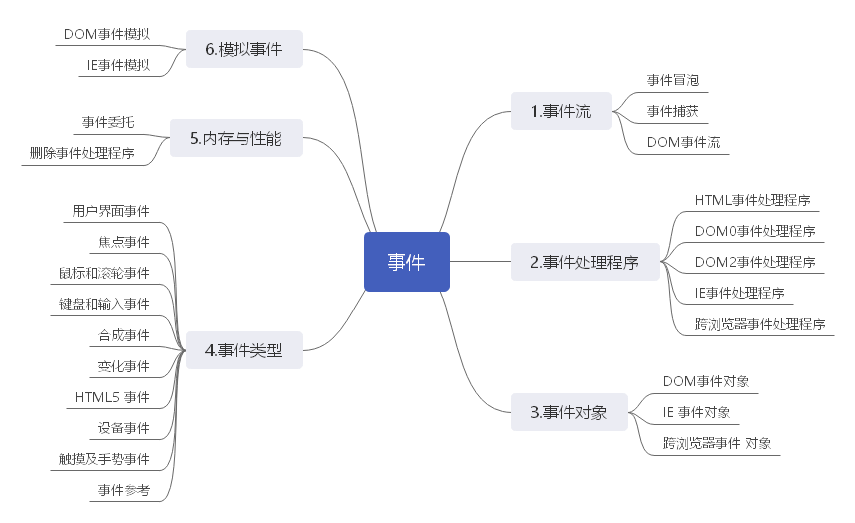 事件
1.事件流
事件冒泡
事件捕获
DOM事件流
2.事件处理程序
HTML事件处理程序
DOM0事件处理程序
DOM2事件处理程序
IE事件处理程序
跨浏览器事件处理程序
3.事件对象
DOM事件对象
IE 事件对象
跨浏览器事件 对象
4.事件类型
用户界面事件
焦点事件
鼠标和滚轮事件
键盘和输入事件
合成事件
变化事件
HTML5 事件
设备事件
触摸及手势事件
事件参考
5.内存与性能
事件委托
删除事件处理程序
6.模拟事件
DOM事件模拟
IE事件模拟